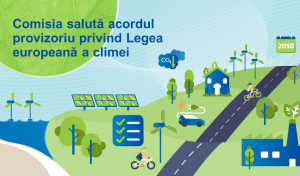 Comisia salută acordul
provizoriu privind Legea
europeană a climei
2050
CO₂